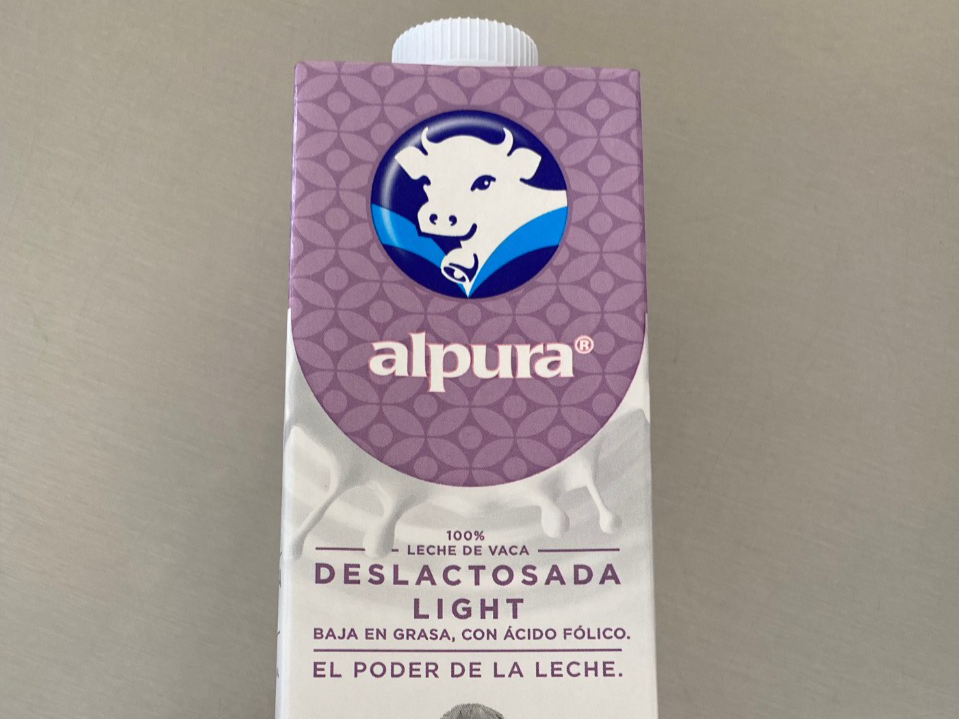 alpura®
100%
LECHE DE VACA
DESLACTOSADA
LIGHT
BAJA EN GRASA, CON ÁCIDO FÓLICO.
EL PODER DE LA LECHE.